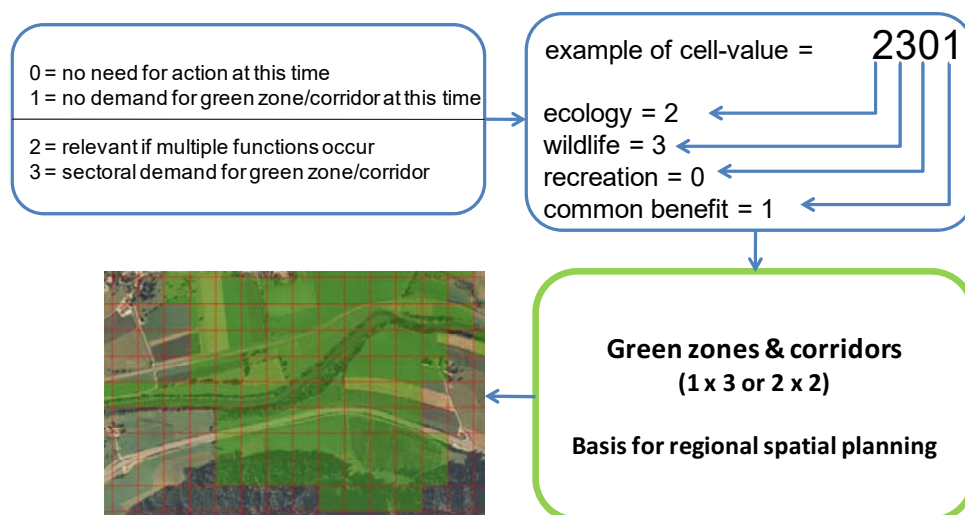 0 = no need for action at this time
1 = no demand for green zone/corridor at this time
2 = relevant if multiple functions occur
3 = sectoral demand for green zone/corridor
example of cell-value = 2301
ecology = 2
wildlife = 3
recreation = 0
common benefit = 1
Green zones & corridors
(1 x 3 or 2 x 2)
Basis for regional spatial planning